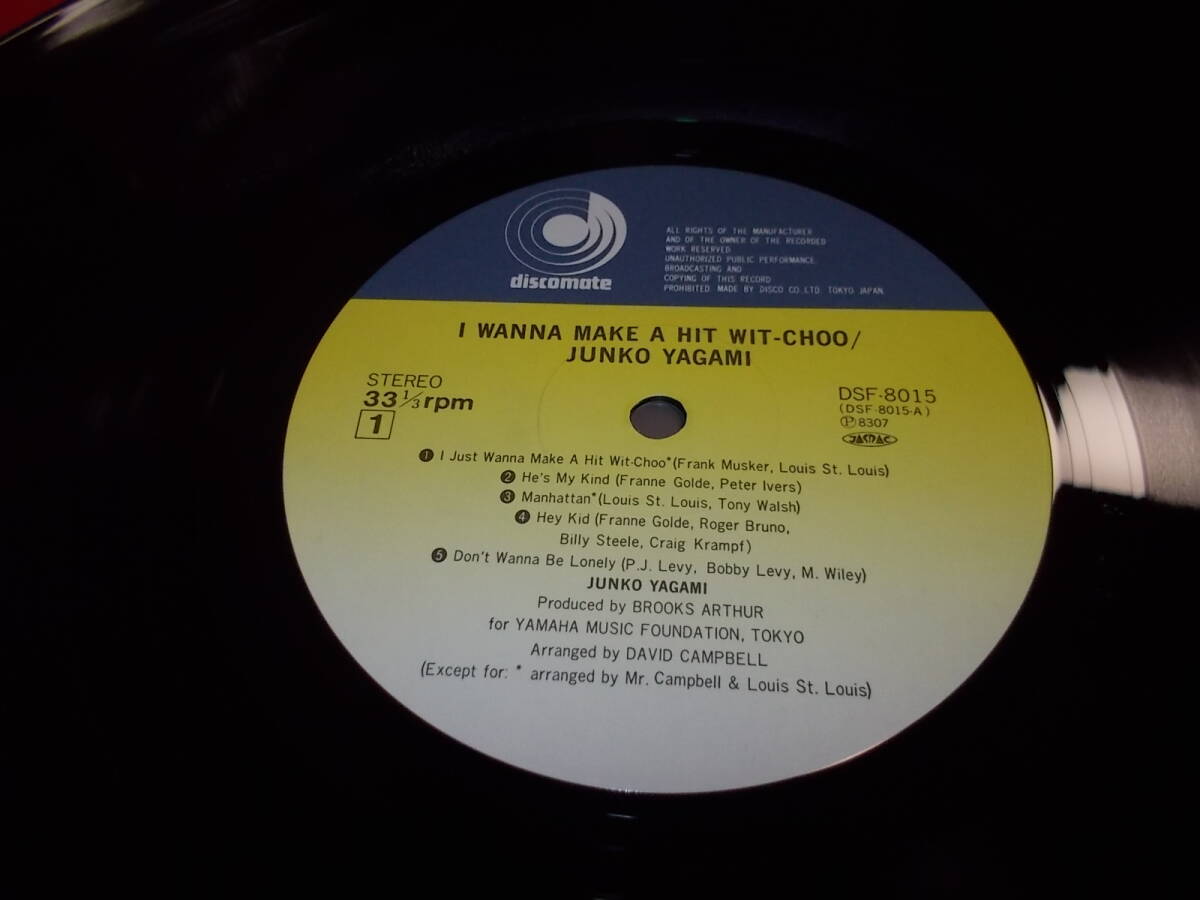 discomate
ALL RIGHTS OF THE MANUFACTURER
AND OF THE OWNER OF THE RECORDED
WORK RESERVED
UNAUTHORIZED PUBLIC PERFORMANCE.
BROADCASTING AND
COPYING OF THIS RECORD
PROHIBITED. MADE BY DISCO CO.,LTD. TOKYO JAPAN.
I WANNA MAKE A HIT WIT-CHOO/
JUNKO YAGAMI
STEREO
33 1/3 rpm
1
DSF-8015
(DSF-8015-A)
Ⓟ8307
JASRAC
❶ I Just Wanna Make A Hit Wit-Choo*(Frank Musker, Louis St. Louis)
❷ He's My Kind (Franne Golde, Peter Ivers)
❸ Manhattan*(Louis St. Louis, Tony Walsh)
❹ Hey Kid (Franne Golde, Roger Bruno,
Billy Steele, Craig Krampf)
❺ Don't Wanna Be Lonely (P.J. Levy, Bobby Levy, M. Wiley)
JUNKO YAGAMI
Produced by BROOKS ARTHUR
for YAMAHA MUSIC FOUNDATION, TOKYO
Arranged by DAVID CAMPBELL
(Except for: * arranged by Mr. Campbell & Louis St. Louis)